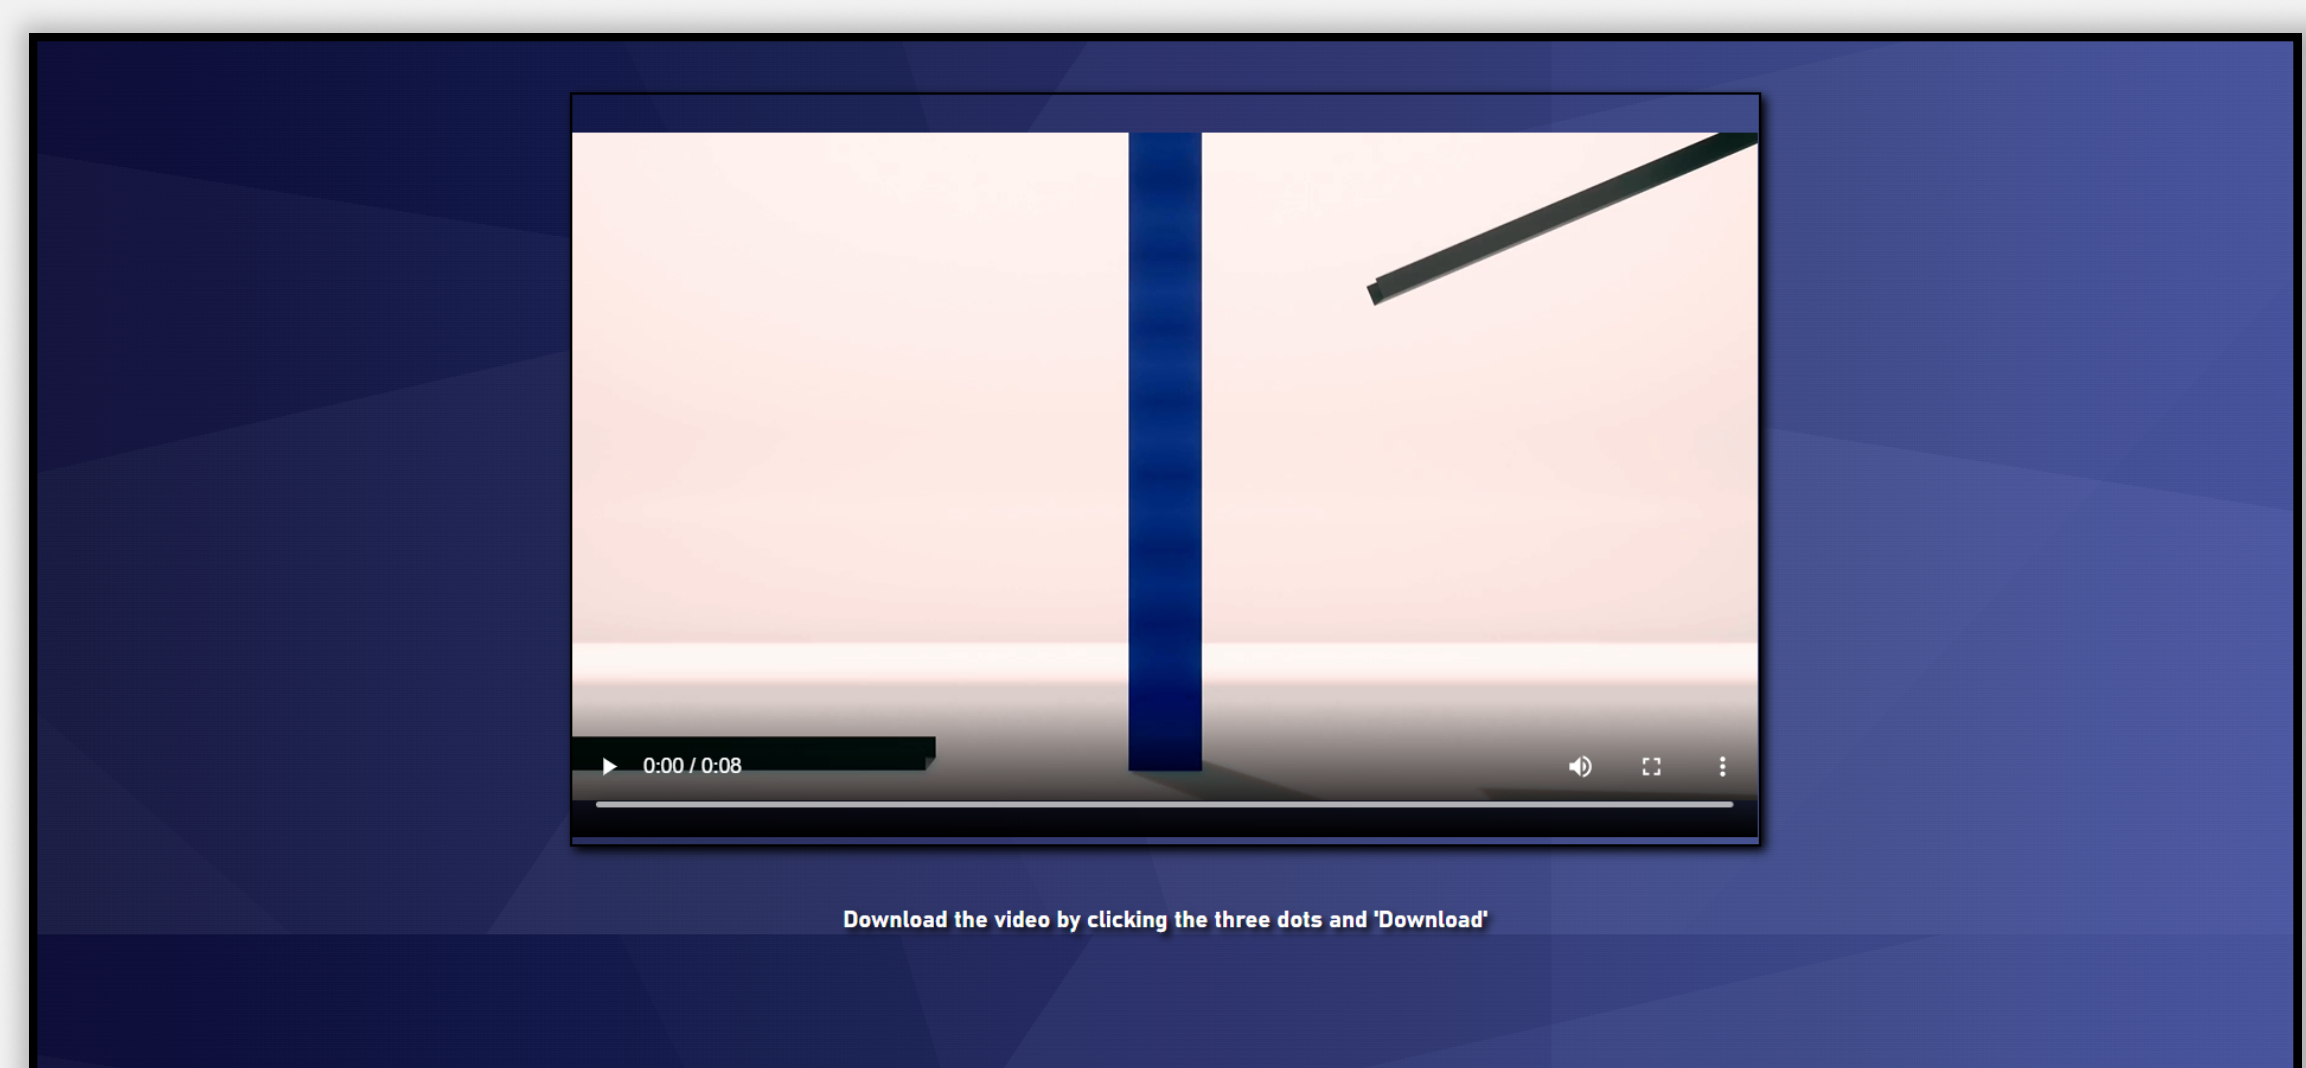 0:00 / 0:08
Download the video by clicking the three dots and 'Download'